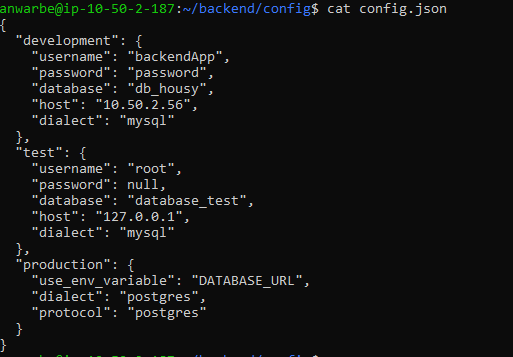 anwarbe@ip-10-50-2-187:~/backend/config$ cat config.json
{
  "development": {
    "username": "backendApp",
    "password": "password",
    "database": "db_housy",
    "host": "10.50.2.56",
    "dialect": "mysql"
  },
  "test": {
    "username": "root",
    "password": null,
    "database": "database_test",
    "host": "127.0.0.1",
    "dialect": "mysql"
  },
  "production": {
    "use_env_variable": "DATABASE_URL",
    "dialect": "postgres",
    "protocol": "postgres"
  }
}